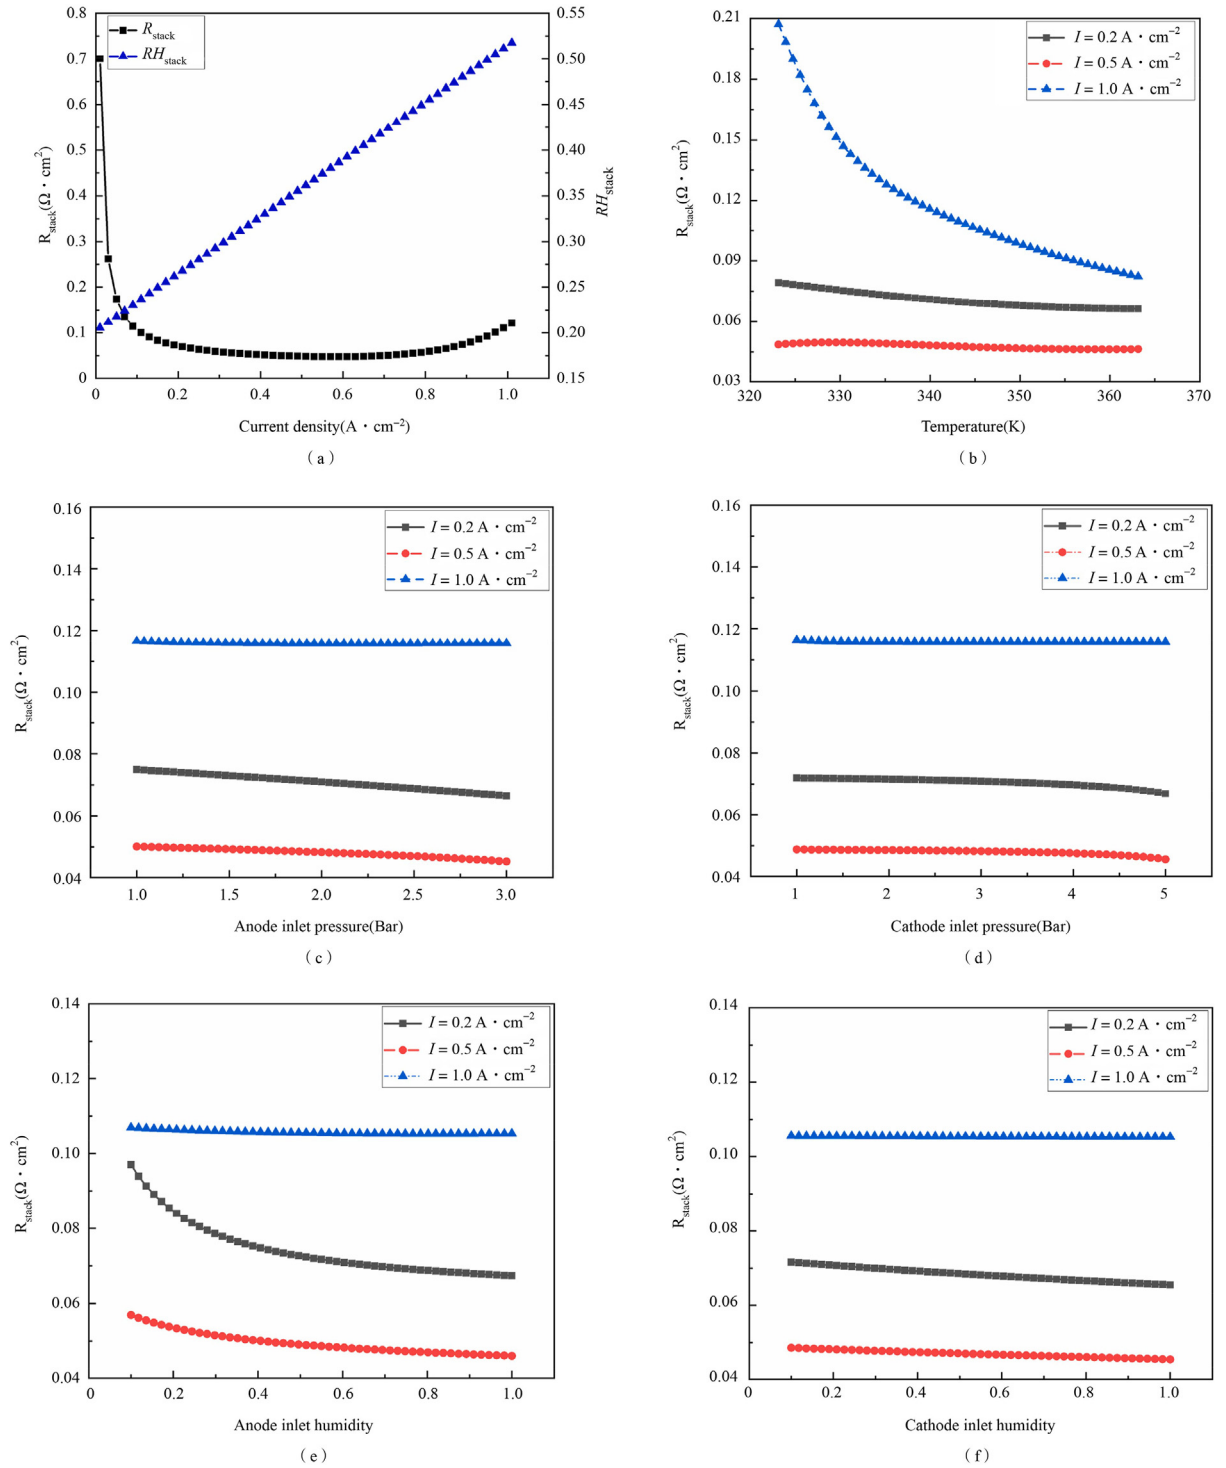 R_stack
RH_stack
0.8
0.7
0.6
0.5
0.4
0.3
0.2
0.1
0
0.55
0.50
0.45
0.40
0.35
0.30
0.25
0.20
0.15
0
0.2
0.4
0.6
0.8
1.0
R_stack(Ω·cm²)
RH_stack
Current density(A·cm⁻²)
(a)
I = 0.2 A·cm⁻²
I = 0.5 A·cm⁻²
I = 1.0 A·cm⁻²
0.21
0.18
0.15
0.12
0.09
0.06
0.03
320
330
340
350
360
370
R_stack(Ω·cm²)
Temperature(K)
(b)
I = 0.2 A·cm⁻²
I = 0.5 A·cm⁻²
I = 1.0 A·cm⁻²
0.16
0.14
0.12
0.10
0.08
0.06
0.04
1.0
1.5
2.0
2.5
3.0
R_stack(Ω·cm²)
Anode inlet pressure(Bar)
(c)
I = 0.2 A·cm⁻²
I = 0.5 A·cm⁻²
I = 1.0 A·cm⁻²
0.16
0.14
0.12
0.10
0.08
0.06
0.04
1
2
3
4
5
R_stack(Ω·cm²)
Cathode inlet pressure(Bar)
(d)
I = 0.2 A·cm⁻²
I = 0.5 A·cm⁻²
I = 1.0 A·cm⁻²
0.14
0.12
0.10
0.08
0.06
0.04
0
0.2
0.4
0.6
0.8
1.0
R_stack(Ω·cm²)
Anode inlet humidity
(e)
I = 0.2 A·cm⁻²
I = 0.5 A·cm⁻²
I = 1.0 A·cm⁻²
0.14
0.12
0.10
0.08
0.06
0.04
0
0.2
0.4
0.6
0.8
1.0
R_stack(Ω·cm²)
Cathode inlet humidity
(f)